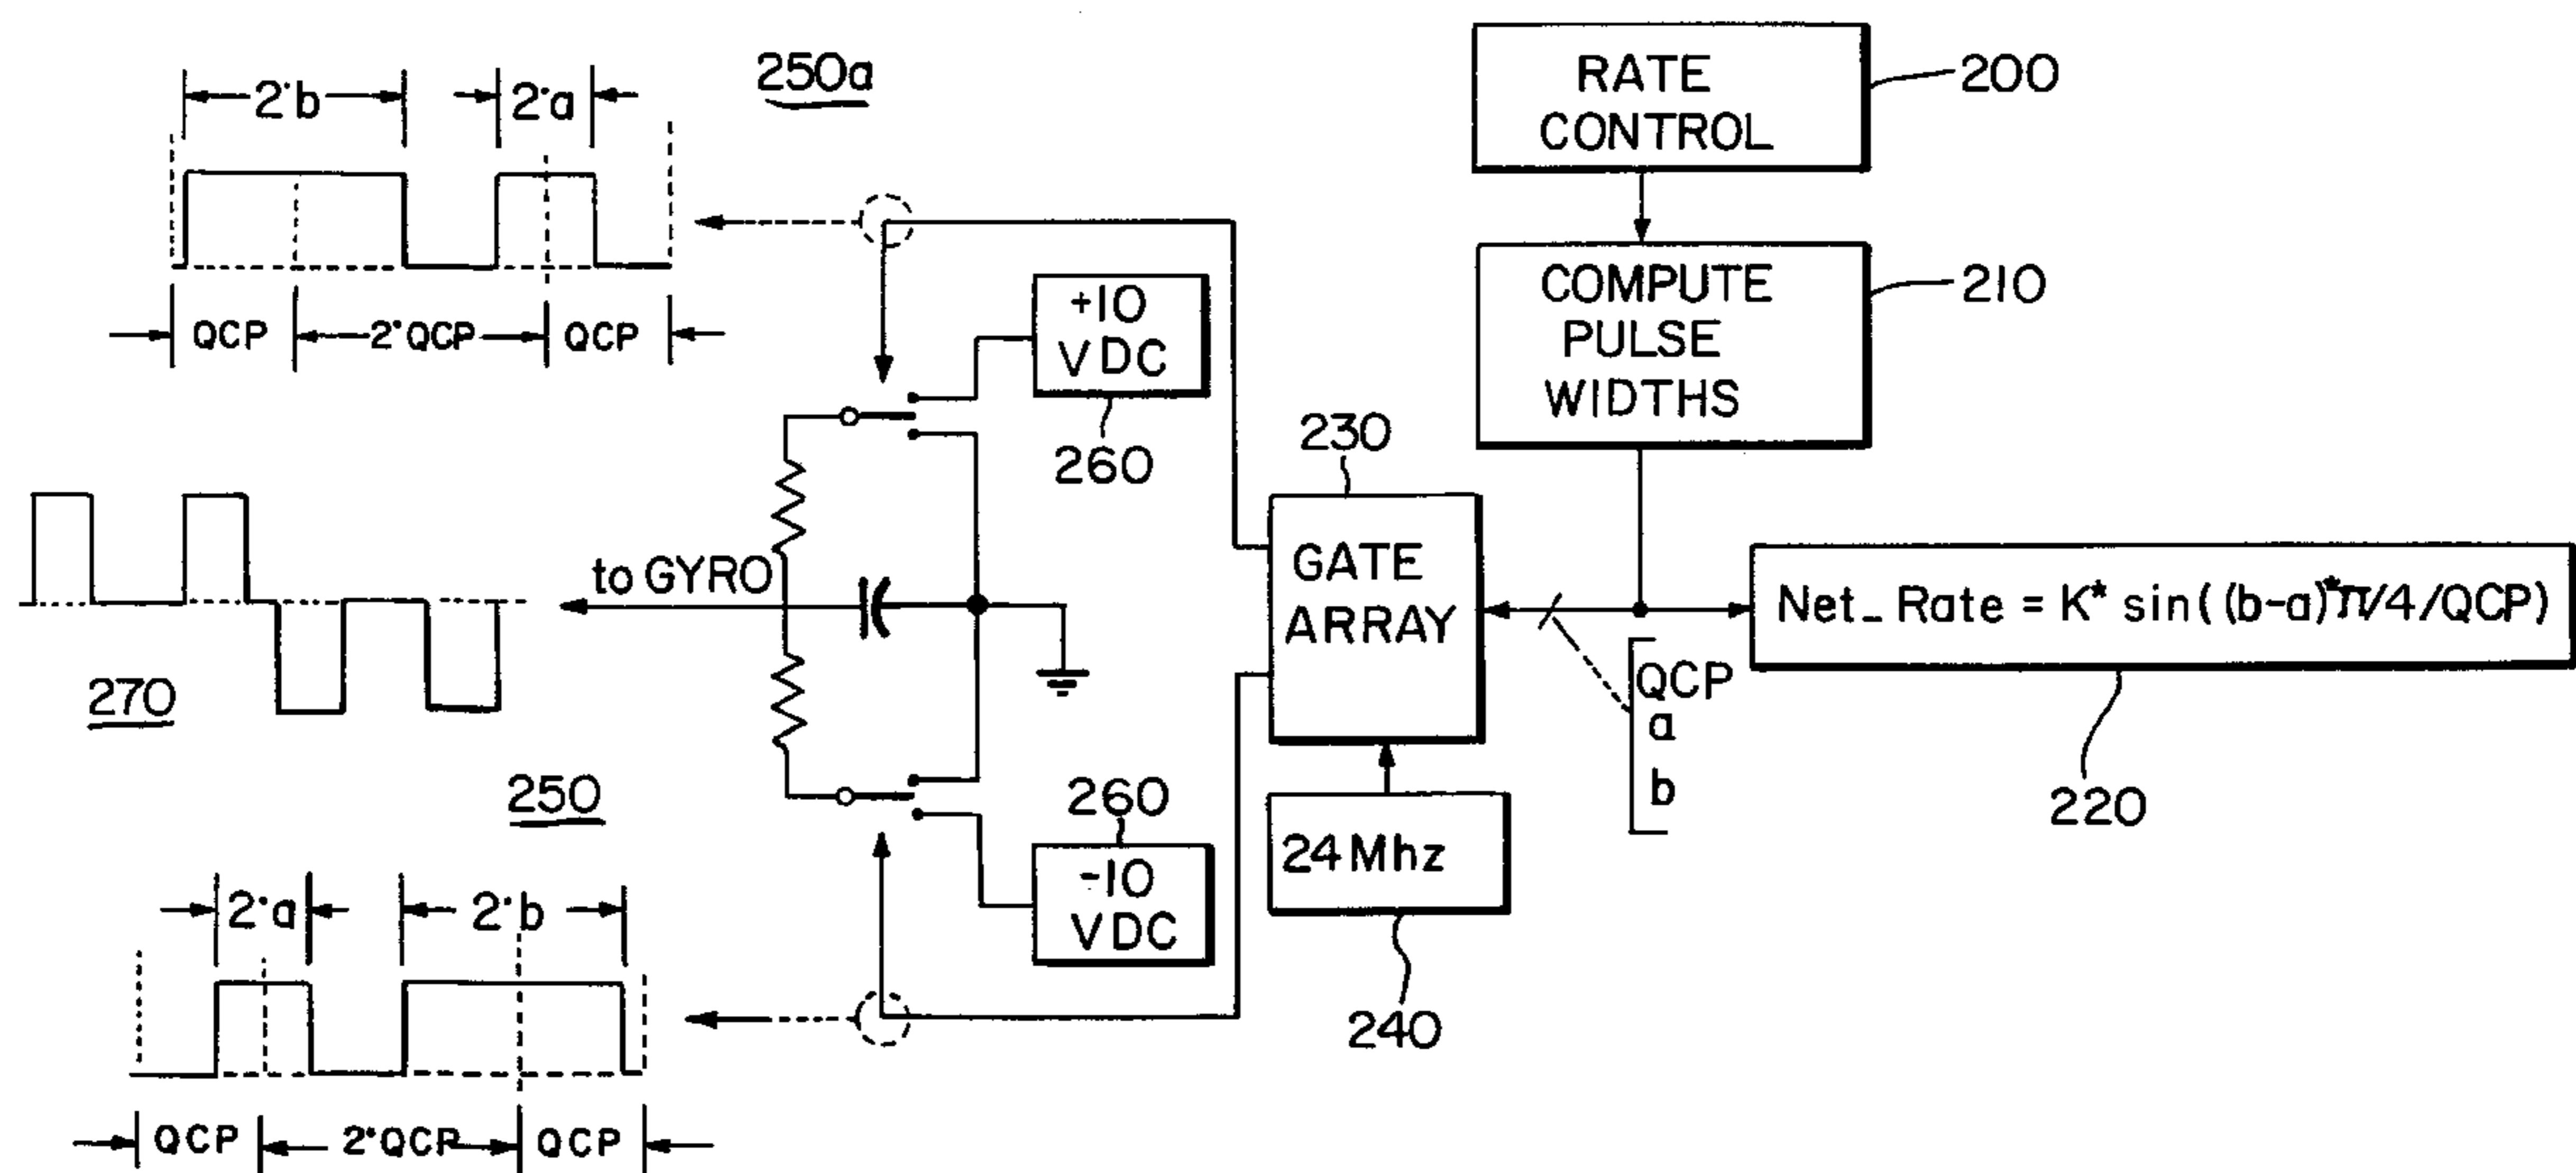 2·b
2·a
250a
QCP
2·QCP
QCP
RATE
CONTROL
200
COMPUTE
PULSE
WIDTHS
210
+10
VDC
260
230
GATE
ARRAY
to GYRO
270
Net_Rate = K* sin((b-a)*π/4/QCP)
220
QCP
a
b
250
260
-10
VDC
24Mhz
240
2·a
2·b
QCP
2·QCP
QCP